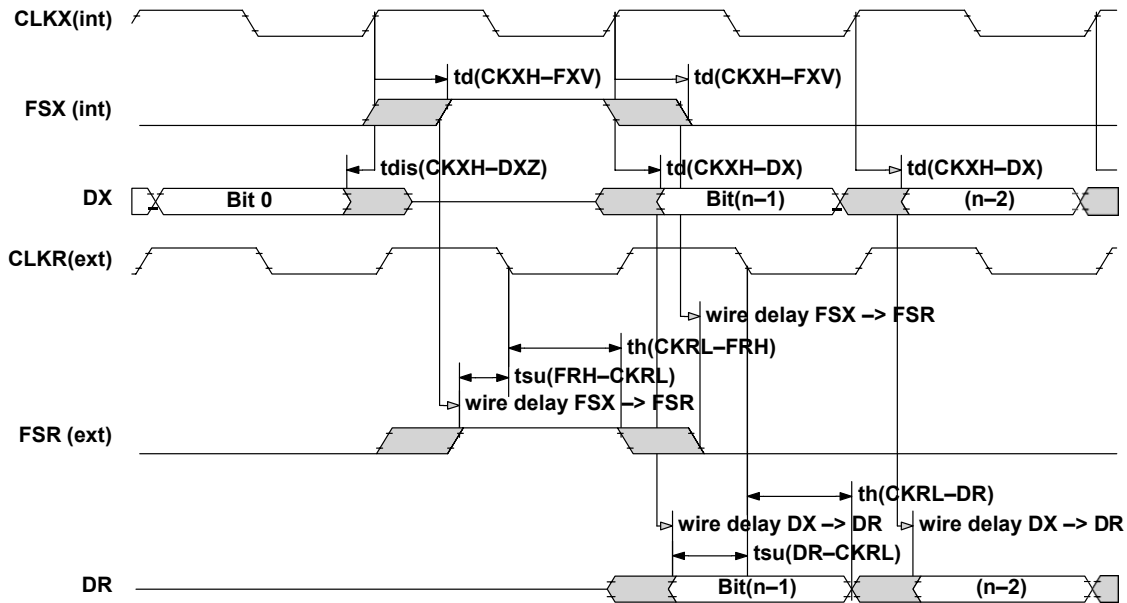 CLKX(int)
td(CKXH–FXV) td(CKXH–FXV)
FSX (int)
tdis(CKXH–DXZ) td(CKXH–DX) td(CKXH–DX)
DX Bit 0 Bit(n–1) (n–2)
CLKR(ext)
wire delay FSX –> FSR
th(CKRL–FRH)
tsu(FRH–CKRL)
wire delay FSX –> FSR
FSR (ext)
th(CKRL–DR)
wire delay DX –> DR wire delay DX –> DR
tsu(DR–CKRL)
DR Bit(n–1) (n–2)